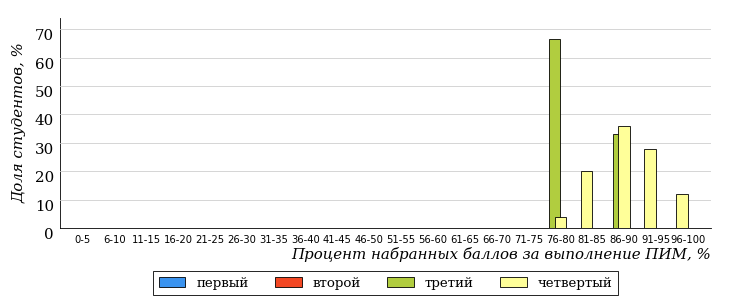 Доля студентов, %
70
60
50
40
30
20
10
0
0-5 6-10 11-15 16-20 21-25 26-30 31-35 36-40 41-45 46-50 51-55 56-60 61-65 66-70 71-75 76-80 81-85 86-90 91-95 96-100
Процент набранных баллов за выполнение ПИМ, %
первый второй третий четвертый